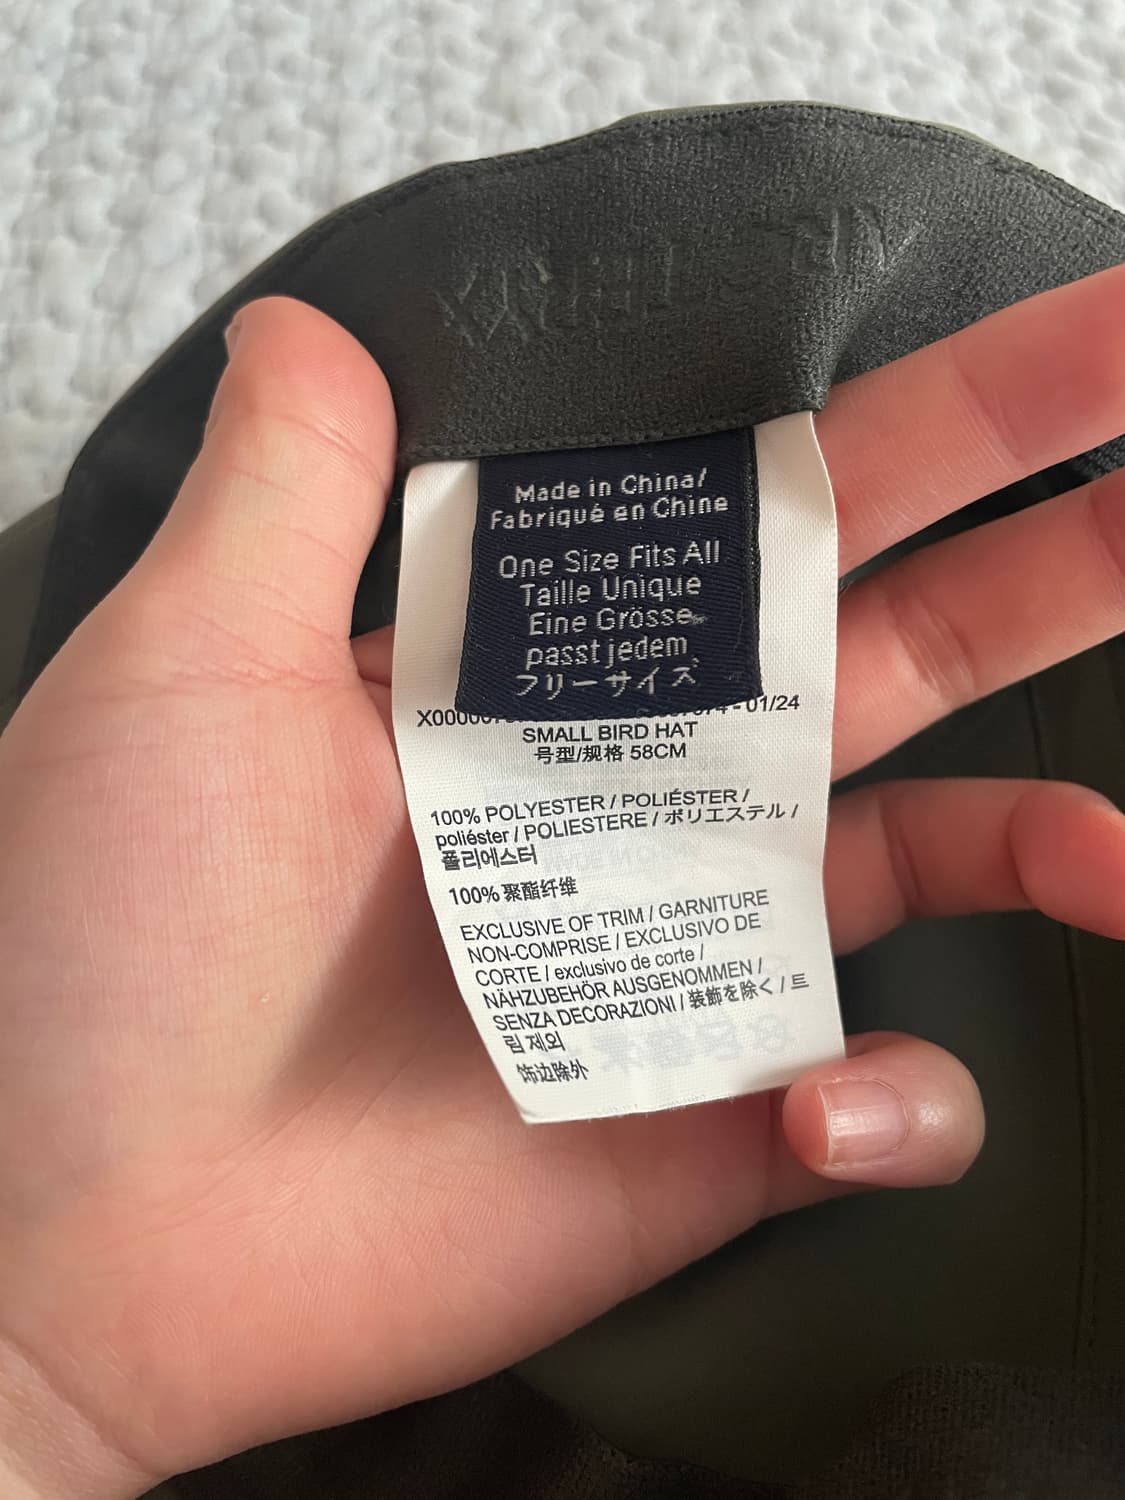 ARC'TERYX
Made in China/
Fabriqué en Chine
One Size Fits All
Taille Unique
Eine Grösse
passt jedem
フリーサイズ
-01/24
SMALL BIRD HAT
号型/规格 58CM
100% POLYESTER / POLIÉSTER /
poliéster / POLIESTERE / ポリエステル /
폴리에스터
100% 聚酯纤维
EXCLUSIVE OF TRIM / GARNITURE
NON-COMPRISE / EXCLUSIVO DE
CORTE / exclusivo de corte /
NÄHZUBEHÖR AUSGENOMMEN /
SENZA DECORAZIONI / 装飾を除く / 트
림 제외
饰边除外